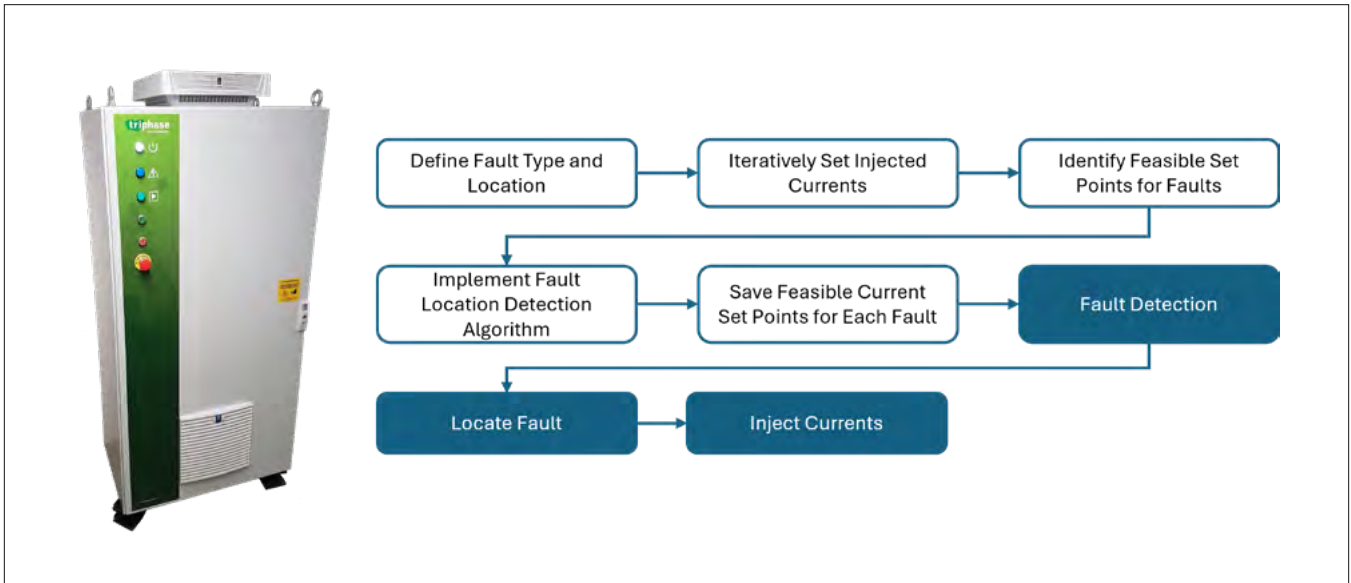 triphase
Define Fault Type and
Location
Iteratively Set Injected
Currents
Identify Feasible Set
Points for Faults
Implement Fault
Location Detection
Algorithm
Save Feasible Current
Set Points for Each Fault
Fault Detection
Locate Fault
Inject Currents